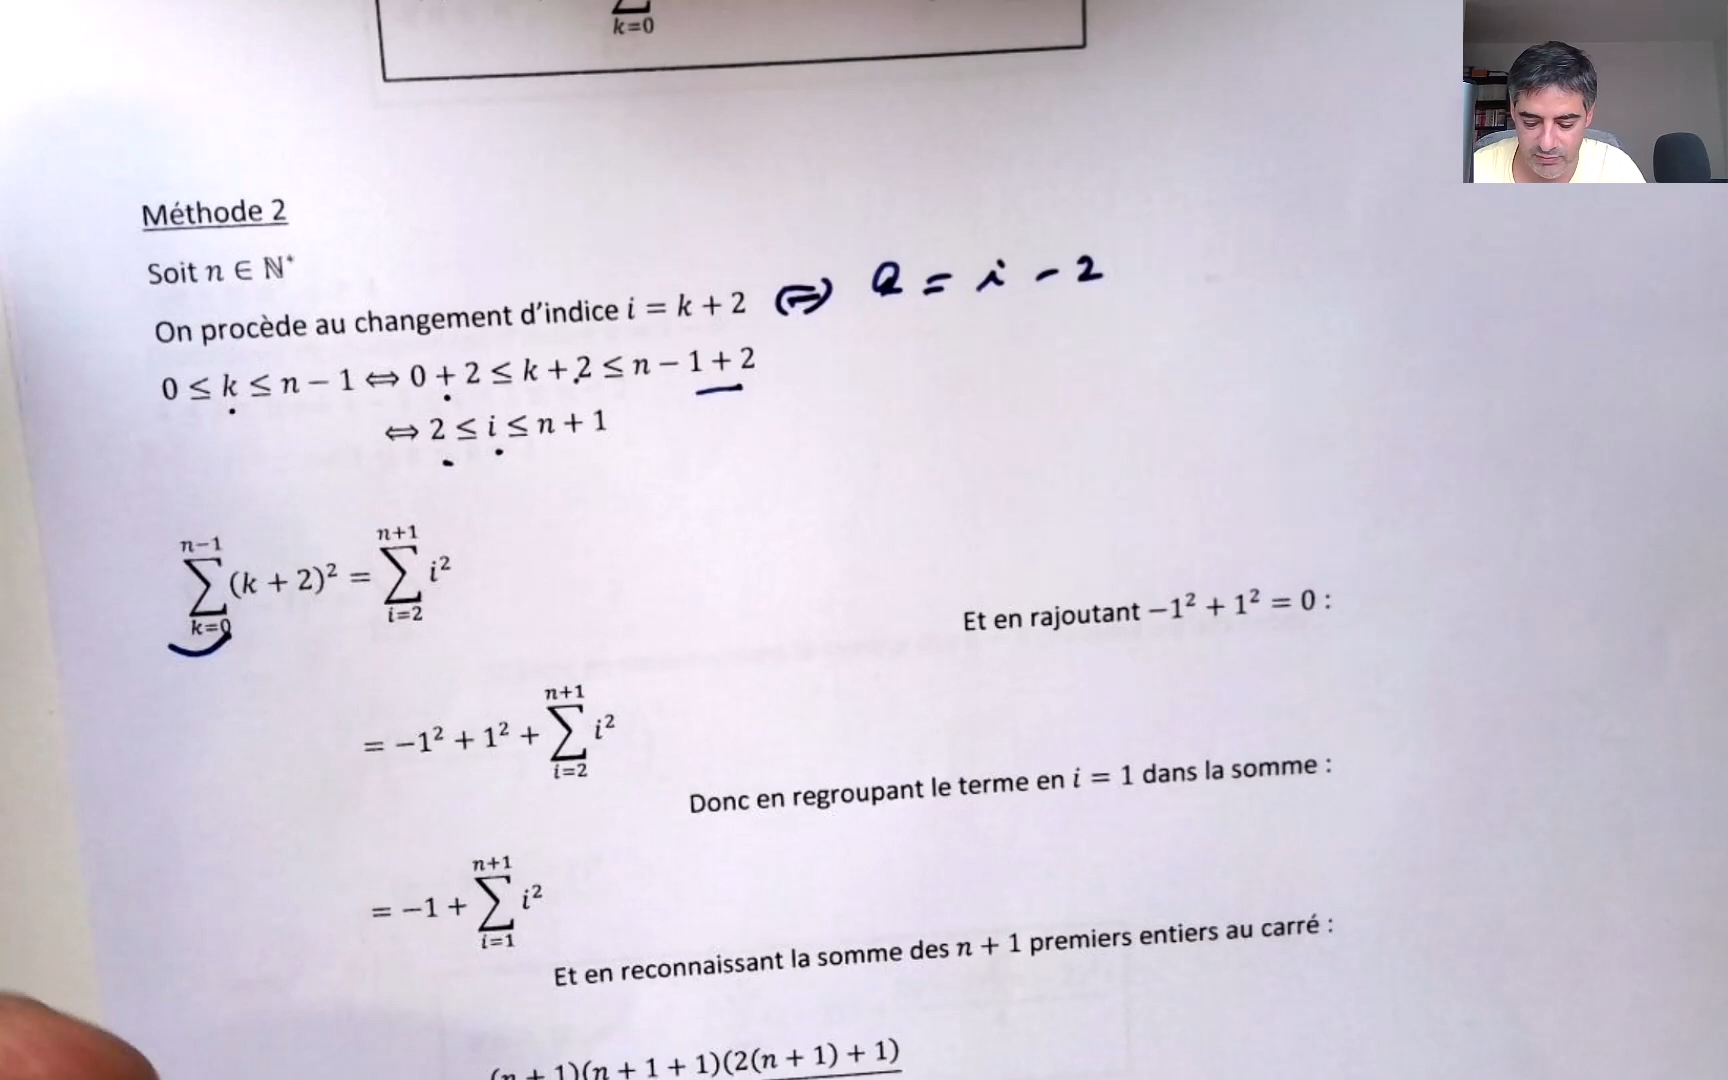 k=0
Méthode 2
Soit n ∈ ℕ*
On procède au changement d'indice i = k + 2 ⇔ k = i - 2
0 ≤ k ≤ n − 1 ⇔ 0 + 2 ≤ k + 2 ≤ n − 1 + 2
⇔ 2 ≤ i ≤ n + 1
n−1 n+1
∑ (k + 2)² = ∑ i²
k=0 i=2
Et en rajoutant −1² + 1² = 0 :
n+1
= −1² + 1² + ∑ i²
i=2
Donc en regroupant le terme en i = 1 dans la somme :
n+1
= −1 + ∑ i²
i=1
Et en reconnaissant la somme des n + 1 premiers entiers au carré :
(n + 1)(n + 1 + 1)(2(n + 1) + 1)